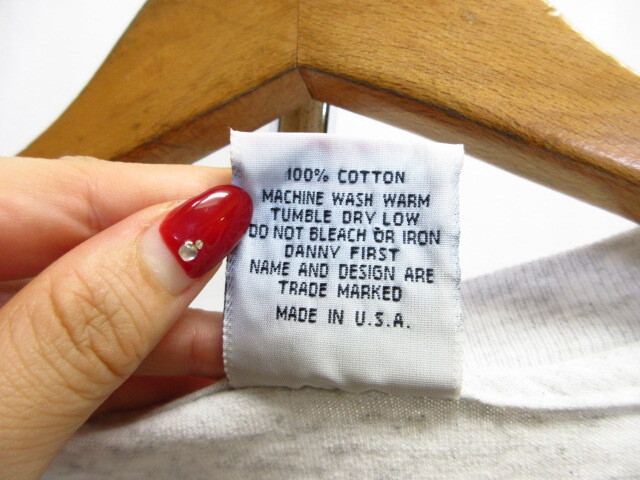 100% COTTON
MACHINE WASH WARM
TUMBLE DRY LOW
DO NOT BLEACH OR IRON
DANNY FIRST
NAME AND DESIGN ARE
TRADE MARKED
MADE IN U.S.A.